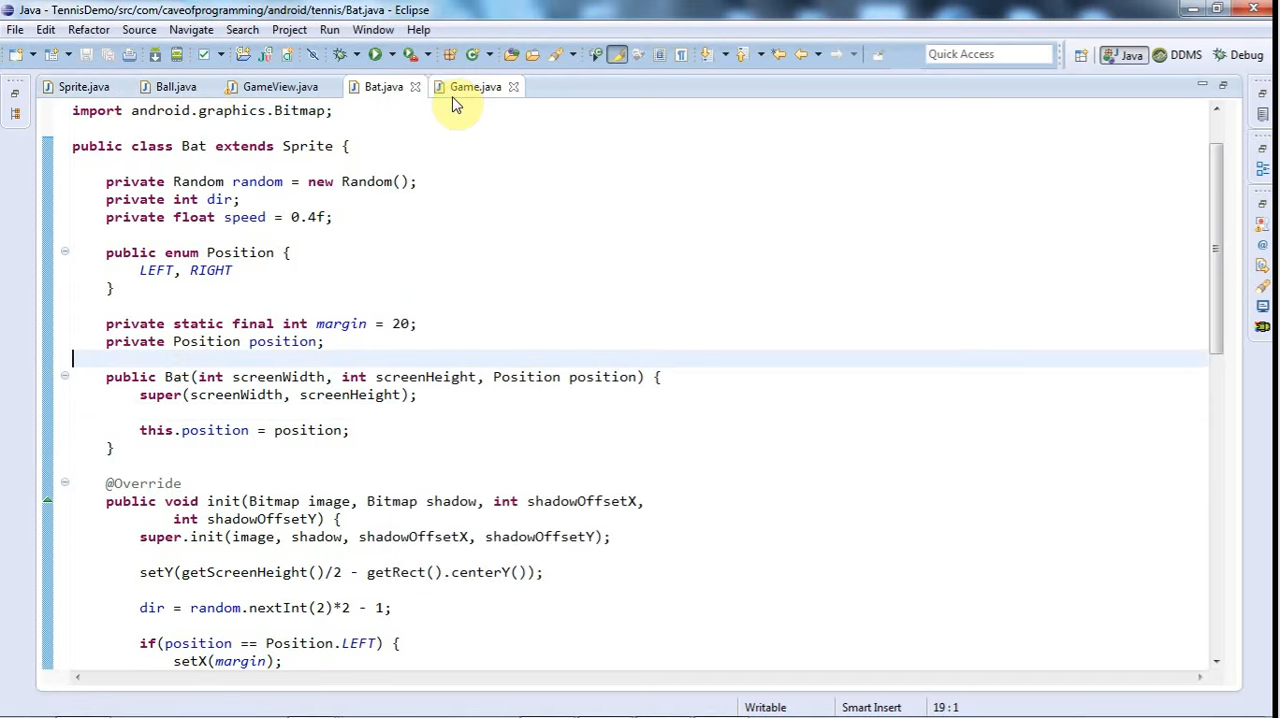 Java - TennisDemo/src/com/caveofprogramming/android/tennis/Bat.java - Eclipse
File Edit Refactor Source Navigate Search Project Run Window Help
Quick Access
Java
DDMS
Debug
Sprite.java
Ball.java
GameView.java
Bat.java
Game.java
import android.graphics.Bitmap;
public class Bat extends Sprite {
private Random random = new Random();
private int dir;
private float speed = 0.4f;
public enum Position {
LEFT, RIGHT
}
private static final int margin = 20;
private Position position;
public Bat(int screenWidth, int screenHeight, Position position) {
super(screenWidth, screenHeight);
this.position = position;
}
@Override
public void init(Bitmap image, Bitmap shadow, int shadowOffsetX,
int shadowOffsetY) {
super.init(image, shadow, shadowOffsetX, shadowOffsetY);
setY(getScreenHeight()/2 - getRect().centerY());
dir = random.nextInt(2)*2 - 1;
if(position == Position.LEFT) {
setX(margin);
Writable
Smart Insert
19 : 1